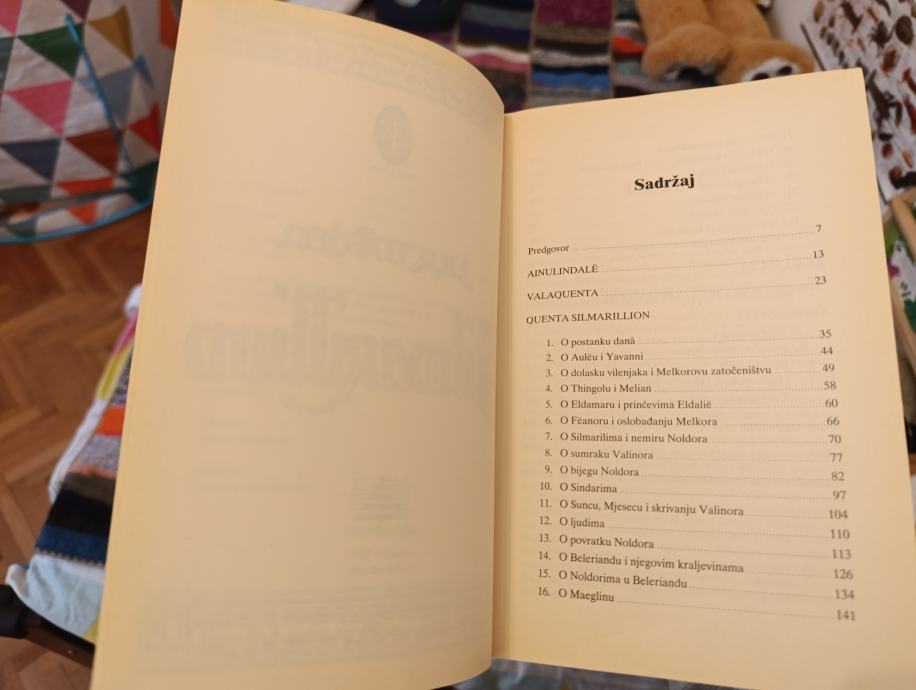 Sadržaj
Predgovor 7
AINULINDALË 13
VALAQUENTA 23
QUENTA SILMARILLION
1. O postanku danâ 35
2. O Aulëu i Yavanni 44
3. O dolasku vilenjaka i Melkorovu zatočeništvu 49
4. O Thingolu i Melian 58
5. O Eldamaru i prinčevima Eldalië 60
6. O Fëanoru i oslobađanju Melkora 66
7. O Silmarilima i nemiru Noldora 70
8. O sumraku Valinora 77
9. O bijegu Noldora 82
10. O Sindarima 97
11. O Suncu, Mjesecu i skrivanju Valinora 104
12. O ljudima 110
13. O povratku Noldora 113
14. O Beleriandu i njegovim kraljevinama 126
15. O Noldorima u Beleriandu 134
16. O Maeglinu 141